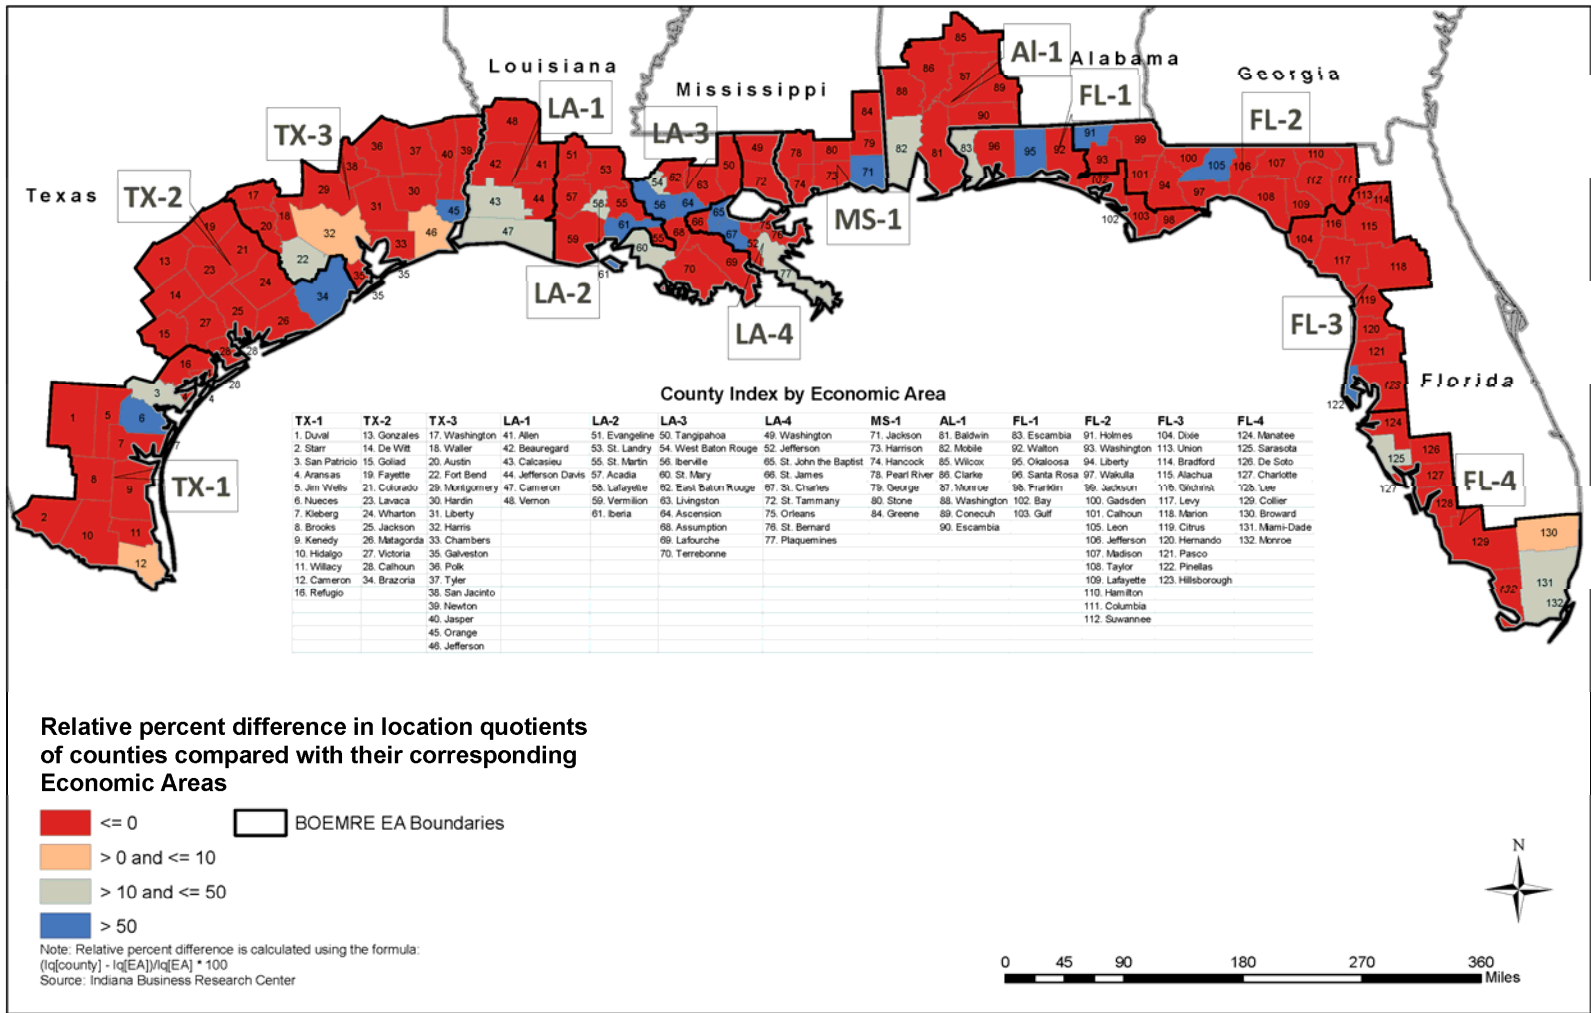 Louisiana
Mississippi
Alabama
Georgia
Texas
Florida
TX-1
TX-2
TX-3
LA-1
LA-2
LA-3
LA-4
MS-1
Al-1
FL-1
FL-2
FL-3
FL-4
County Index by Economic Area
TX-1 TX-2 TX-3 LA-1 LA-2 LA-3 LA-4 MS-1 AL-1 FL-1 FL-2 FL-3 FL-4
1. Duval 13. Gonzales 17. Washington 41. Allen 51. Evangeline 50. Tangipahoa 49. Washington 71. Jackson 81. Baldwin 83. Escambia 91. Holmes 104. Dixie 124. Manatee
2. Starr 14. De Witt 18. Waller 42. Beauregard 53. St. Landry 54. West Baton Rouge 52. Jefferson 73. Harrison 82. Mobile 92. Walton 93. Washington 113. Union 125. Sarasota
3. San Patricio 15. Goliad 20. Austin 43. Calcasieu 55. St. Martin 56. Iberville 65. St. John the Baptist 74. Hancock 85. Wilcox 95. Okaloosa 94. Liberty 114. Bradford 126. De Soto
4. Aransas 19. Fayette 22. Fort Bend 44. Jefferson Davis 57. Acadia 60. St. Mary 66. St. James 78. Pearl River 86. Clarke 96. Santa Rosa 97. Wakulla 115. Alachua 127. Charlotte
5. Jim Wells 21. Colorado 29. Montgomery 47. Cameron 58. Lafayette 62. East Baton Rouge 67. St. Charles 79. George 87. Monroe 98. Franklin 99. Jackson 116. Gilchrist 128. Lee
6. Nueces 23. Lavaca 30. Hardin 48. Vernon 59. Vermilion 63. Livingston 72. St. Tammany 80. Stone 88. Washington 102. Bay 100. Gadsden 117. Levy 129. Collier
7. Kleberg 24. Wharton 31. Liberty 61. Iberia 64. Ascension 75. Orleans 84. Greene 89. Conecuh 103. Gulf 101. Calhoun 118. Marion 130. Broward
8. Brooks 25. Jackson 32. Harris 68. Assumption 76. St. Bernard 90. Escambia 105. Leon 119. Citrus 131. Miami-Dade
9. Kenedy 26. Matagorda 33. Chambers 69. Lafourche 77. Plaquemines 106. Jefferson 120. Hernando 132. Monroe
10. Hidalgo 27. Victoria 35. Galveston 70. Terrebonne 107. Madison 121. Pasco
11. Willacy 28. Calhoun 36. Polk 108. Taylor 122. Pinellas
12. Cameron 34. Brazoria 37. Tyler 109. Lafayette 123. Hillsborough
16. Refugio 38. San Jacinto 110. Hamilton
39. Newton 111. Columbia
40. Jasper 112. Suwannee
45. Orange
46. Jefferson
Relative percent difference in location quotients
of counties compared with their corresponding
Economic Areas
<= 0
BOEMRE EA Boundaries
> 0 and <= 10
> 10 and <= 50
> 50
Note: Relative percent difference is calculated using the formula:
(lq[county] - lq[EA])/lq[EA] * 100
Source: Indiana Business Research Center
N
0 45 90 180 270 360
Miles